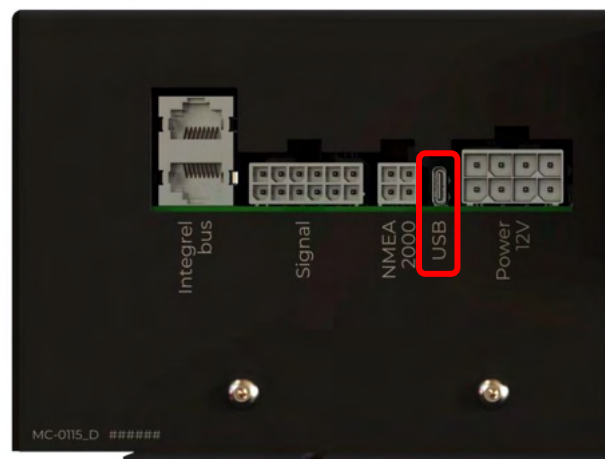 Integrel
bus
Signal
NMEA
2000
USB
Power
12V
MC-0115_D ######